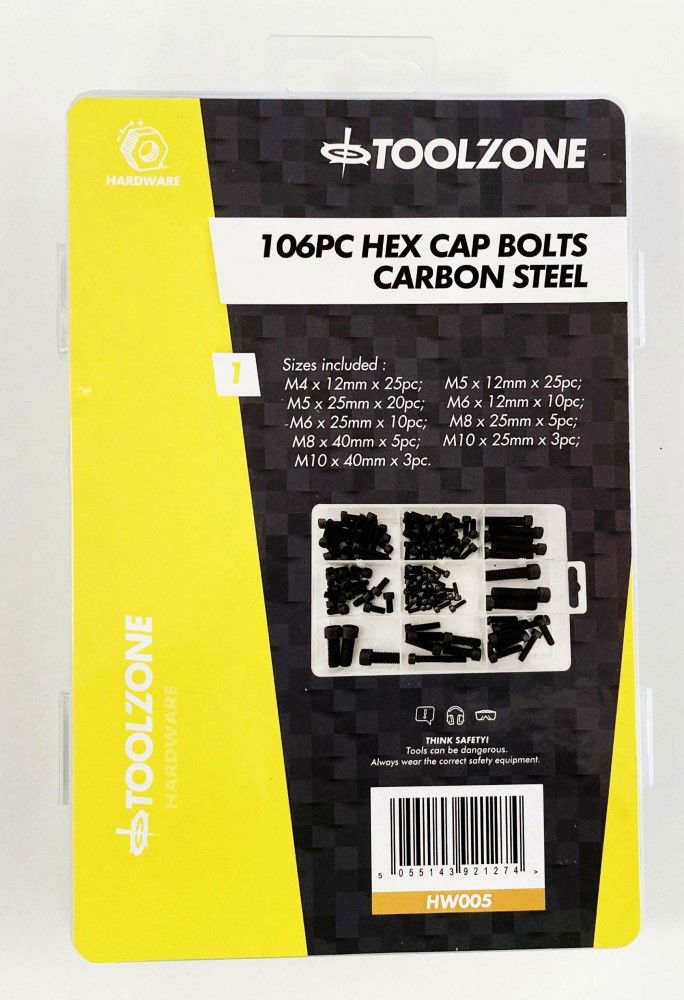 HARDWARE
TOOLZONE
106PC HEX CAP BOLTS
CARBON STEEL
1
Sizes included :
M4 x 12mm x 25pc; M5 x 12mm x 25pc;
M5 x 25mm x 20pc; M6 x 12mm x 10pc;
M6 x 25mm x 10pc; M8 x 25mm x 5pc;
M8 x 40mm x 5pc; M10 x 25mm x 3pc;
M10 x 40mm x 3pc.
TOOLZONE
HARDWARE
THINK SAFETY!
Tools can be dangerous.
Always wear the correct safety equipment.
5 055143 921274 >
HW005